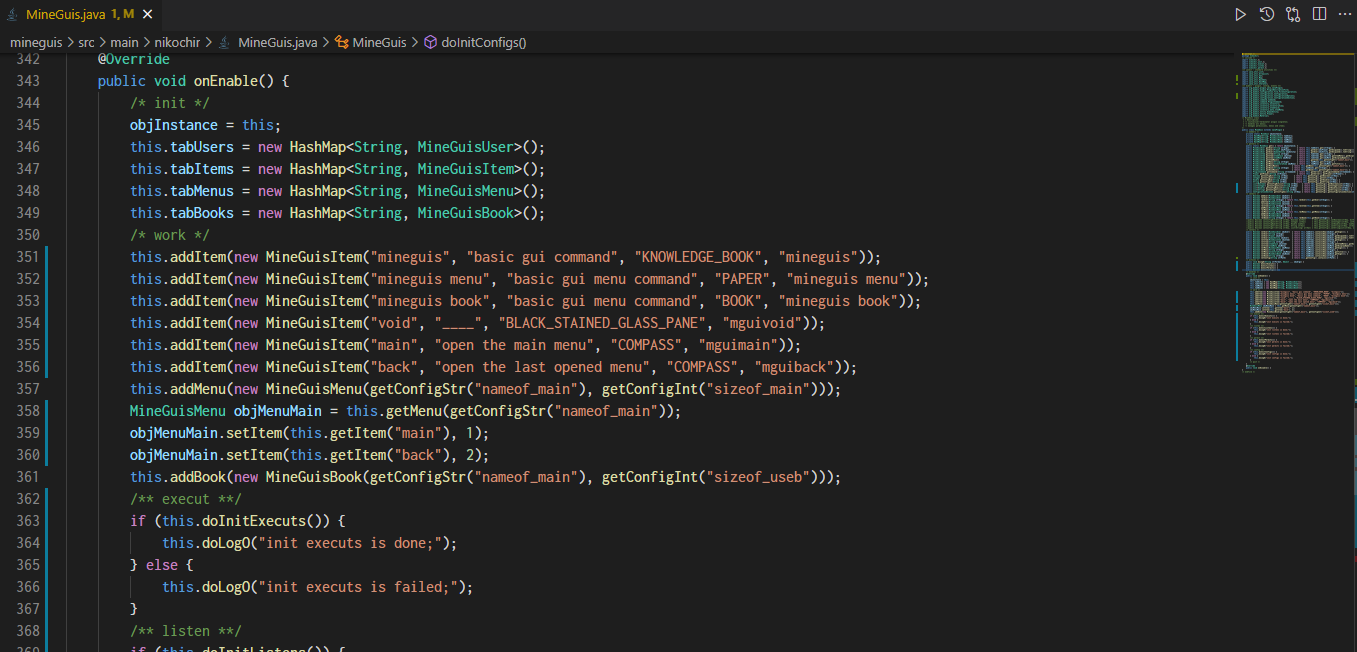 MineGuis.java 1, M
mineguis > src > main > nikochir > MineGuis.java > MineGuis > doInitConfigs()
342 @Override
343 public void onEnable() {
344 /* init */
345 objInstance = this;
346 this.tabUsers = new HashMap<String, MineGuisUser>();
347 this.tabItems = new HashMap<String, MineGuisItem>();
348 this.tabMenus = new HashMap<String, MineGuisMenu>();
349 this.tabBooks = new HashMap<String, MineGuisBook>();
350 /* work */
351 this.addItem(new MineGuisItem("mineguis", "basic gui command", "KNOWLEDGE_BOOK", "mineguis"));
352 this.addItem(new MineGuisItem("mineguis menu", "basic gui menu command", "PAPER", "mineguis menu"));
353 this.addItem(new MineGuisItem("mineguis book", "basic gui menu command", "BOOK", "mineguis book"));
354 this.addItem(new MineGuisItem("void", "____", "BLACK_STAINED_GLASS_PANE", "mguivoid"));
355 this.addItem(new MineGuisItem("main", "open the main menu", "COMPASS", "mguimain"));
356 this.addItem(new MineGuisItem("back", "open the last opened menu", "COMPASS", "mguiback"));
357 this.addMenu(new MineGuisMenu(getConfigStr("nameof_main"), getConfigInt("sizeof_main")));
358 MineGuisMenu objMenuMain = this.getMenu(getConfigStr("nameof_main"));
359 objMenuMain.setItem(this.getItem("main"), 1);
360 objMenuMain.setItem(this.getItem("back"), 2);
361 this.addBook(new MineGuisBook(getConfigStr("nameof_main"), getConfigInt("sizeof_useb")));
362 /** execut **/
363 if (this.doInitExecuts()) {
364 this.doLogO("init executs is done;");
365 } else {
366 this.doLogO("init executs is failed;");
367 }
368 /** listen **/
369 if (this.doInitListens()) {